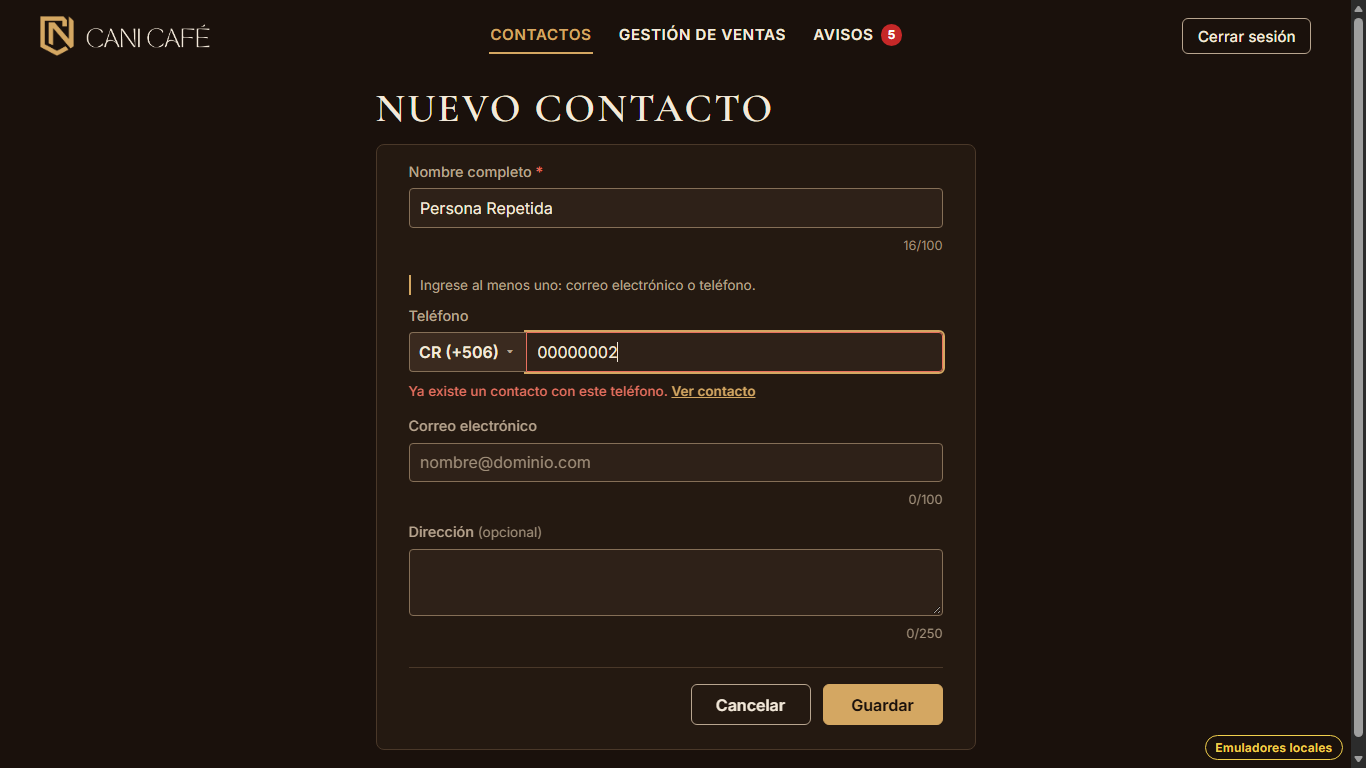 CANI CAFÉ
CONTACTOS GESTIÓN DE VENTAS AVISOS 5
Cerrar sesión
NUEVO CONTACTO
Nombre completo *
Persona Repetida
16/100
Ingrese al menos uno: correo electrónico o teléfono.
Teléfono
CR (+506) 00000002
Ya existe un contacto con este teléfono. Ver contacto
Correo electrónico
nombre@dominio.com
0/100
Dirección (opcional)
0/250
Cancelar Guardar
Emuladores locales